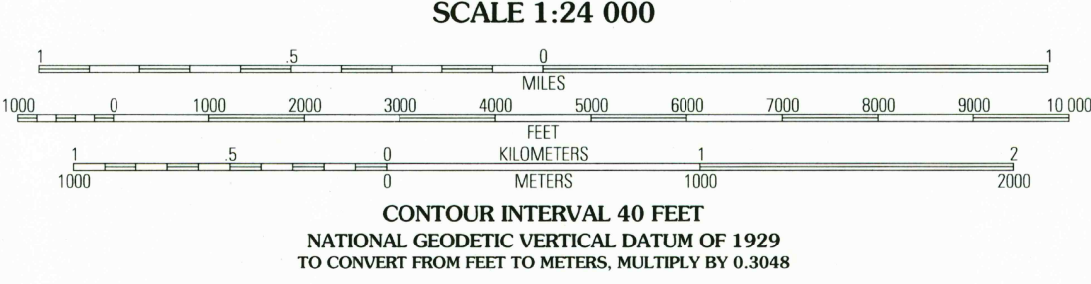 SCALE 1:24 000
1 .5 0 1
MILES
1000 0 1000 2000 3000 4000 5000 6000 7000 8000 9000 10 000
FEET
1 .5 0 KILOMETERS 1 2
1000 0 METERS 1000 2000
CONTOUR INTERVAL 40 FEET
NATIONAL GEODETIC VERTICAL DATUM OF 1929
TO CONVERT FROM FEET TO METERS, MULTIPLY BY 0.3048